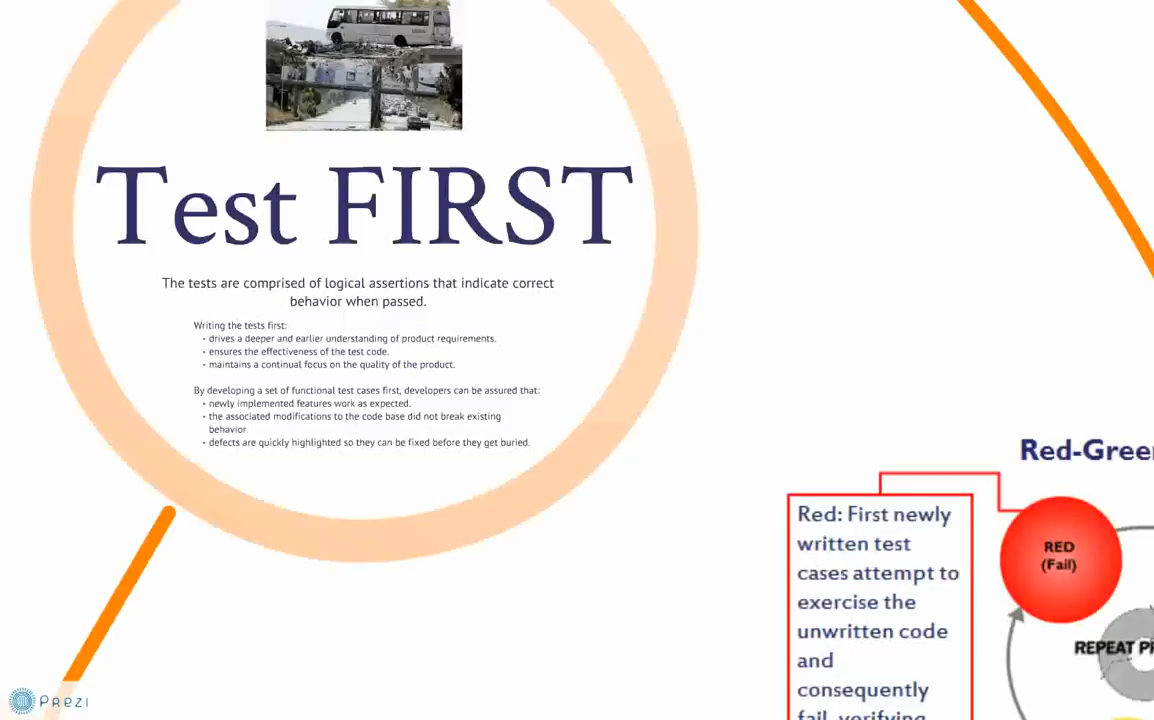 Test FIRST
The tests are comprised of logical assertions that indicate correct
behavior when passed.
Writing the tests first:
• drives a deeper and earlier understanding of product requirements.
• ensures the effectiveness of the test code.
• maintains a continual focus on the quality of the product.
By developing a set of functional test cases first, developers can be assured that:
• newly implemented features work as expected.
• the associated modifications to the code base did not break existing
behavior.
• defects are quickly highlighted so they can be fixed before they get buried.
Red-Green
Red: First newly
written test
cases attempt to
exercise the
unwritten code
and
consequently
fail, verifying
RED
(Fail)
REPEAT
Prezi